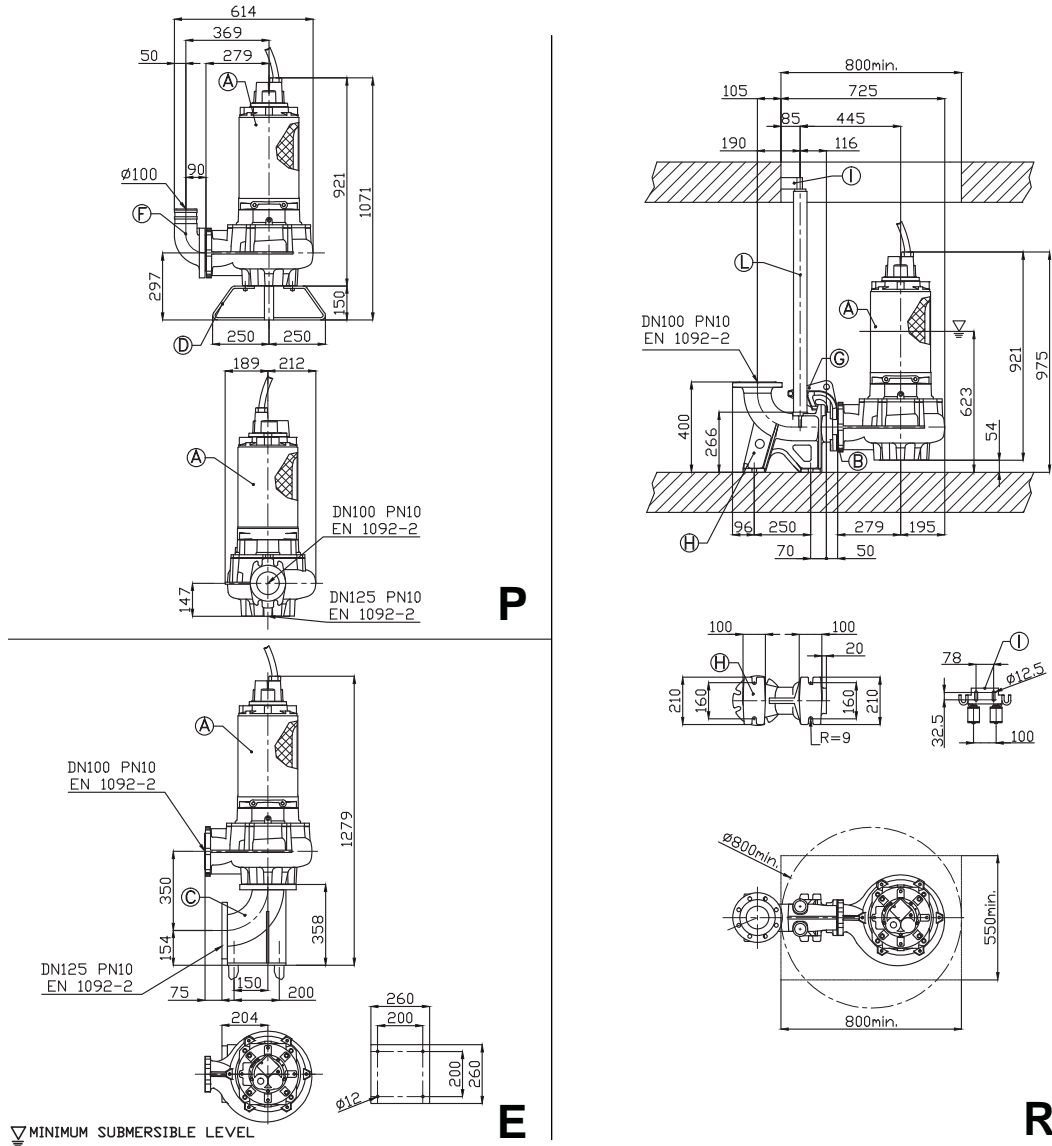 614
369
50
279
A
90
Ø100
F
921
1071
297
150
250
250
D
189
212
A
DN100 PN10
EN 1092-2
147
DN125 PN10
EN 1092-2
P
A
DN100 PN10
EN 1092-2
1279
350
C
358
154
DN125 PN10
EN 1092-2
150
75
200
204
260
200
200
260
Ø12
E
MINIMUM SUBMERSIBLE LEVEL
800min.
105
725
85
445
190
116
I
L
DN100 PN10
EN 1092-2
A
G
921
975
623
400
266
54
B
H
96
250
279
195
70
50
100
100
H
20
210
160
160
210
R=9
I
78
Ø12.5
32.5
100
Ø800min.
550min.
800min.
R